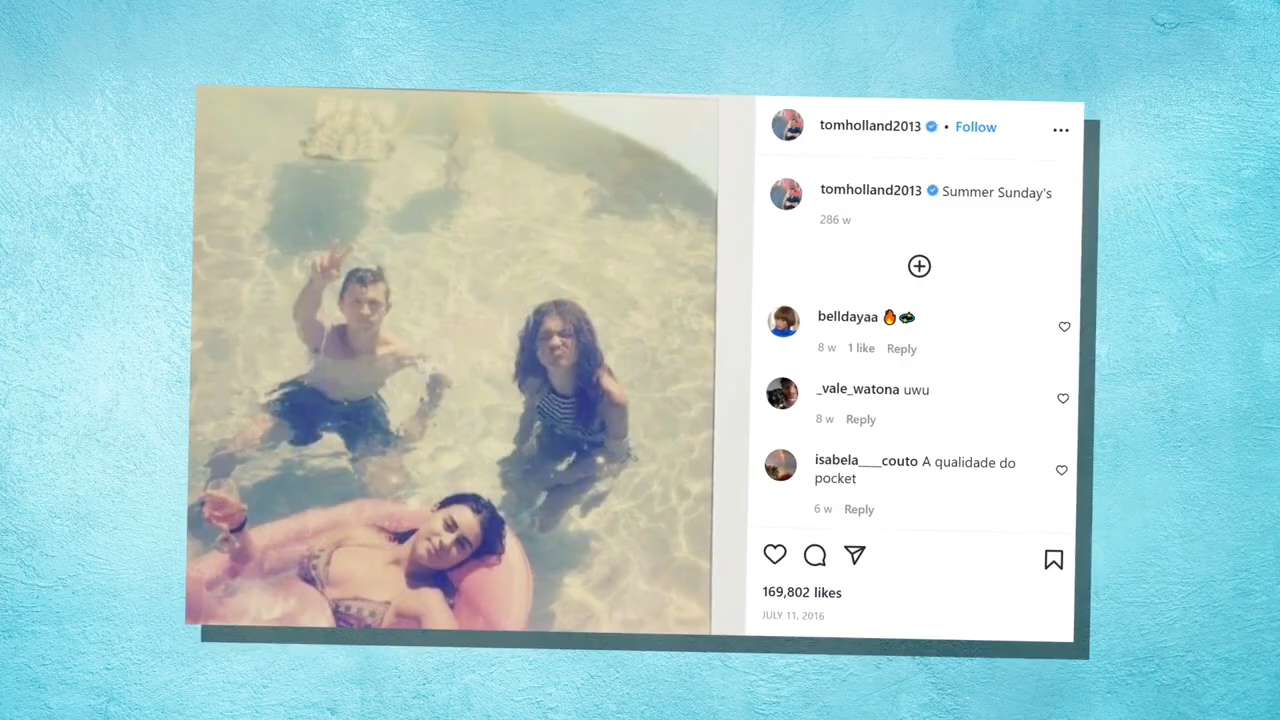 tomholland2013 • Follow
tomholland2013 Summer Sunday's
286 w
belldayaa 🔥🪐
8 w 1 like Reply
_vale_watona uwu
8 w Reply
isabela___couto A qualidade do
pocket
6 w Reply
169,802 likes
JULY 11, 2016